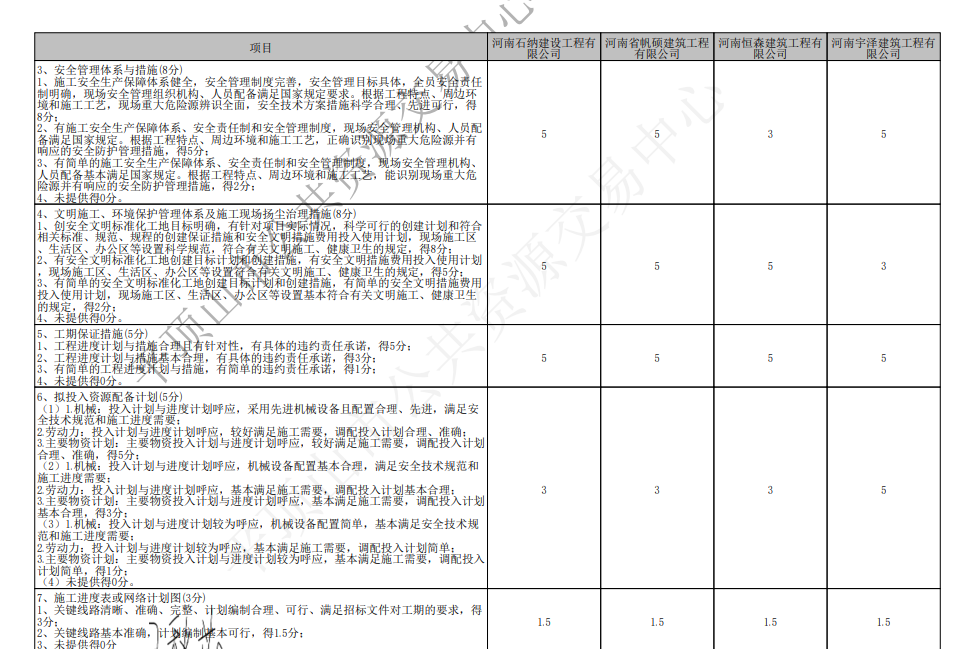 项目
河南石纳建设工程有限公司
河南省帆硕建筑工程有限公司
河南恒森建筑工程有限公司
河南宇泽建筑工程有限公司
3、安全管理体系与措施(8分)
1、施工安全生产保障体系健全，安全管理制度完善，安全管理目标具体，全员安全责任
制明确，现场安全管理组织机构、人员配备满足国家规定要求。根据工程特点、周边环
境和施工工艺，现场重大危险源辨识全面，安全技术方案措施科学合理、先进可行，得
8分；
2、有施工安全生产保障体系、安全责任制和安全管理制度，现场安全管理机构、人员配
备满足国家规定。根据工程特点、周边环境和施工工艺，正确识别现场重大危险源并有
响应的安全防护管理措施，得5分；
3、有简单的施工安全生产保障体系、安全责任制和安全管理制度，现场安全管理机构、
人员配备基本满足国家规定。根据工程特点、周边环境和施工工艺，能识别现场重大危
险源并有响应的安全防护管理措施，得2分；
4、未提供得0分。
5
5
3
5
4、文明施工、环境保护管理体系及施工现场扬尘治理措施(8分)
1、创安全文明标准化工地目标明确，有针对项目实际情况，科学可行的创建计划和符合
相关标准、规范、规程的创建保证措施和安全文明措施费用投入使用计划，现场施工区
、生活区、办公区等设置科学规范，符合有关文明施工、健康卫生的规定，得8分；
2、有安全文明标准化工地创建目标计划和创建措施，有安全文明措施费用投入使用计划
，现场施工区、生活区、办公区等设置符合有关文明施工、健康卫生的规定，得5分；
3、有简单的安全文明标准化工地创建目标计划和创建措施，有简单的安全文明措施费用
投入使用计划，现场施工区、生活区、办公区等设置基本符合有关文明施工、健康卫生
的规定，得2分；
4、未提供得0分。
5
5
5
3
5、工期保证措施(5分)
1、工程进度计划与措施合理且有针对性，有具体的违约责任承诺，得5分；
2、工程进度计划与措施基本合理，有具体的违约责任承诺，得3分；
3、有简单的工程进度计划与措施，有简单的违约责任承诺，得1分；
4、未提供得0分。
5
5
5
5
6、拟投入资源配备计划(5分)
（1）1.机械：投入计划与进度计划呼应，采用先进机械设备且配置合理、先进，满足安
全技术规范和施工进度需要；
2.劳动力：投入计划与进度计划呼应，较好满足施工需要，调配投入计划合理、准确；
3.主要物资计划：主要物资投入计划与进度计划呼应，较好满足施工需要，调配投入计划
合理、准确，得5分；
（2）1.机械：投入计划与进度计划呼应，机械设备配置基本合理，满足安全技术规范和
施工进度需要；
2.劳动力：投入计划与进度计划呼应，基本满足施工需要，调配投入计划基本合理；
3.主要物资计划：主要物资投入计划与进度计划呼应，基本满足施工需要，调配投入计划
基本合理，得3分；
（3）1.机械：投入计划与进度计划较为呼应，机械设备配置简单，基本满足安全技术规
范和施工进度需要；
2.劳动力：投入计划与进度计划较为呼应，基本满足施工需要，调配投入计划简单；
3.主要物资计划：主要物资投入计划与进度计划较为呼应，基本满足施工需要，调配投入
计划简单，得1分；
（4）未提供得0分。
3
3
3
5
7、施工进度表或网络计划图(3分)
1、关键线路清晰、准确、完整、计划编制合理、可行、满足招标文件对工期的要求，得
3分；
2、关键线路基本准确，计划编制基本可行，得1.5分；
3、未提供得0分
1.5
1.5
1.5
1.5
平顶山市公共资源交易中心
平顶山市公共资源交易中心